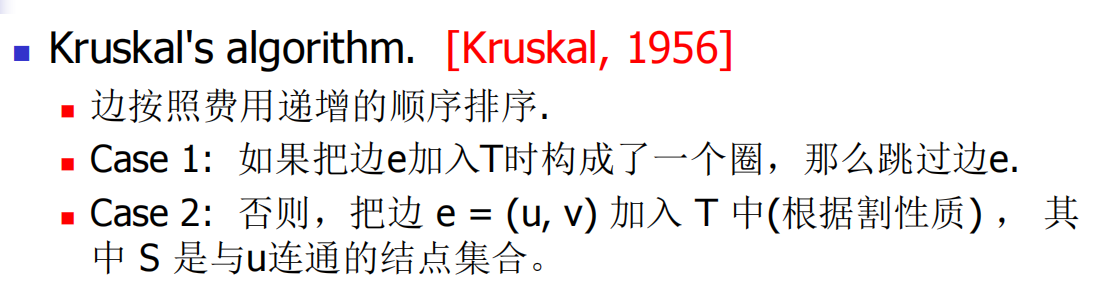 Kruskal's algorithm. [Kruskal, 1956]
边按照费用递增的顺序排序.
Case 1: 如果把边e加入T时构成了一个圈，那么跳过边e.
Case 2: 否则，把边 e = (u, v) 加入 T 中(根据割性质) ， 其
中 S 是与u连通的结点集合。